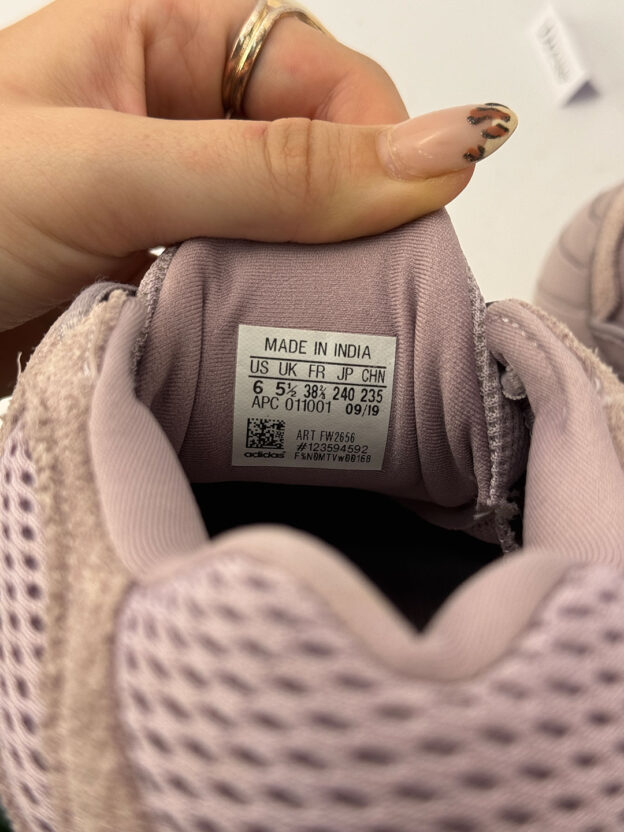 MADE IN INDIA
US UK FR JP CHN
6 5½ 38⅔ 240 235
APC 011001 09/19
ART FW2656
#123594592
adidas F%N0MTVw00168